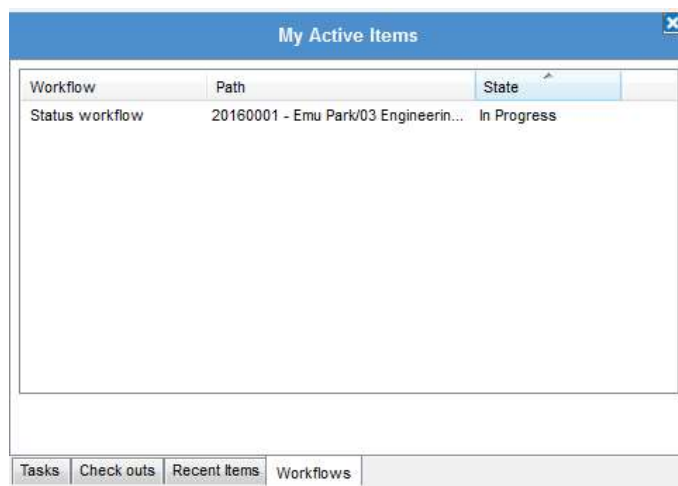 My Active Items
Workflow Path State
Status workflow 20160001 - Emu Park/03 Engineerin... In Progress
Tasks Check outs Recent Items Workflows